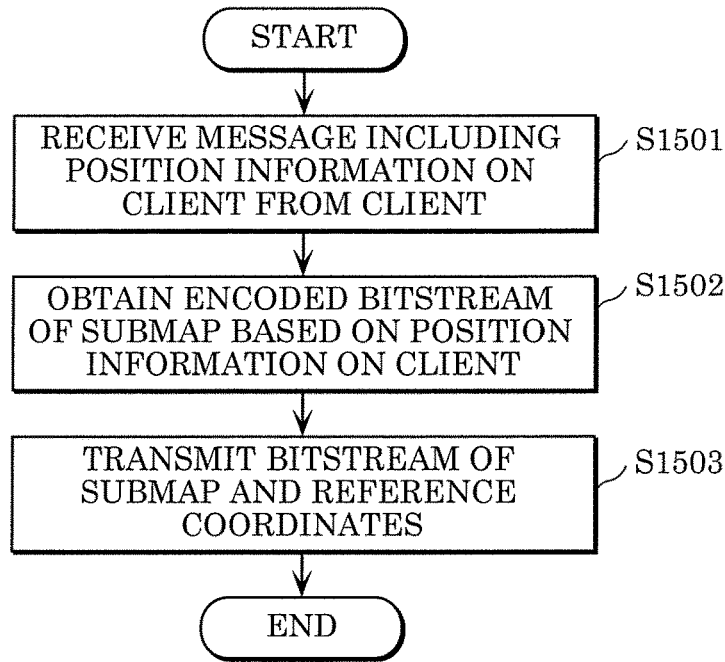 START
RECEIVE MESSAGE INCLUDING
POSITION INFORMATION ON
CLIENT FROM CLIENT
S1501
OBTAIN ENCODED BITSTREAM
OF SUBMAP BASED ON POSITION
INFORMATION ON CLIENT
S1502
TRANSMIT BITSTREAM OF
SUBMAP AND REFERENCE
COORDINATES
S1503
END